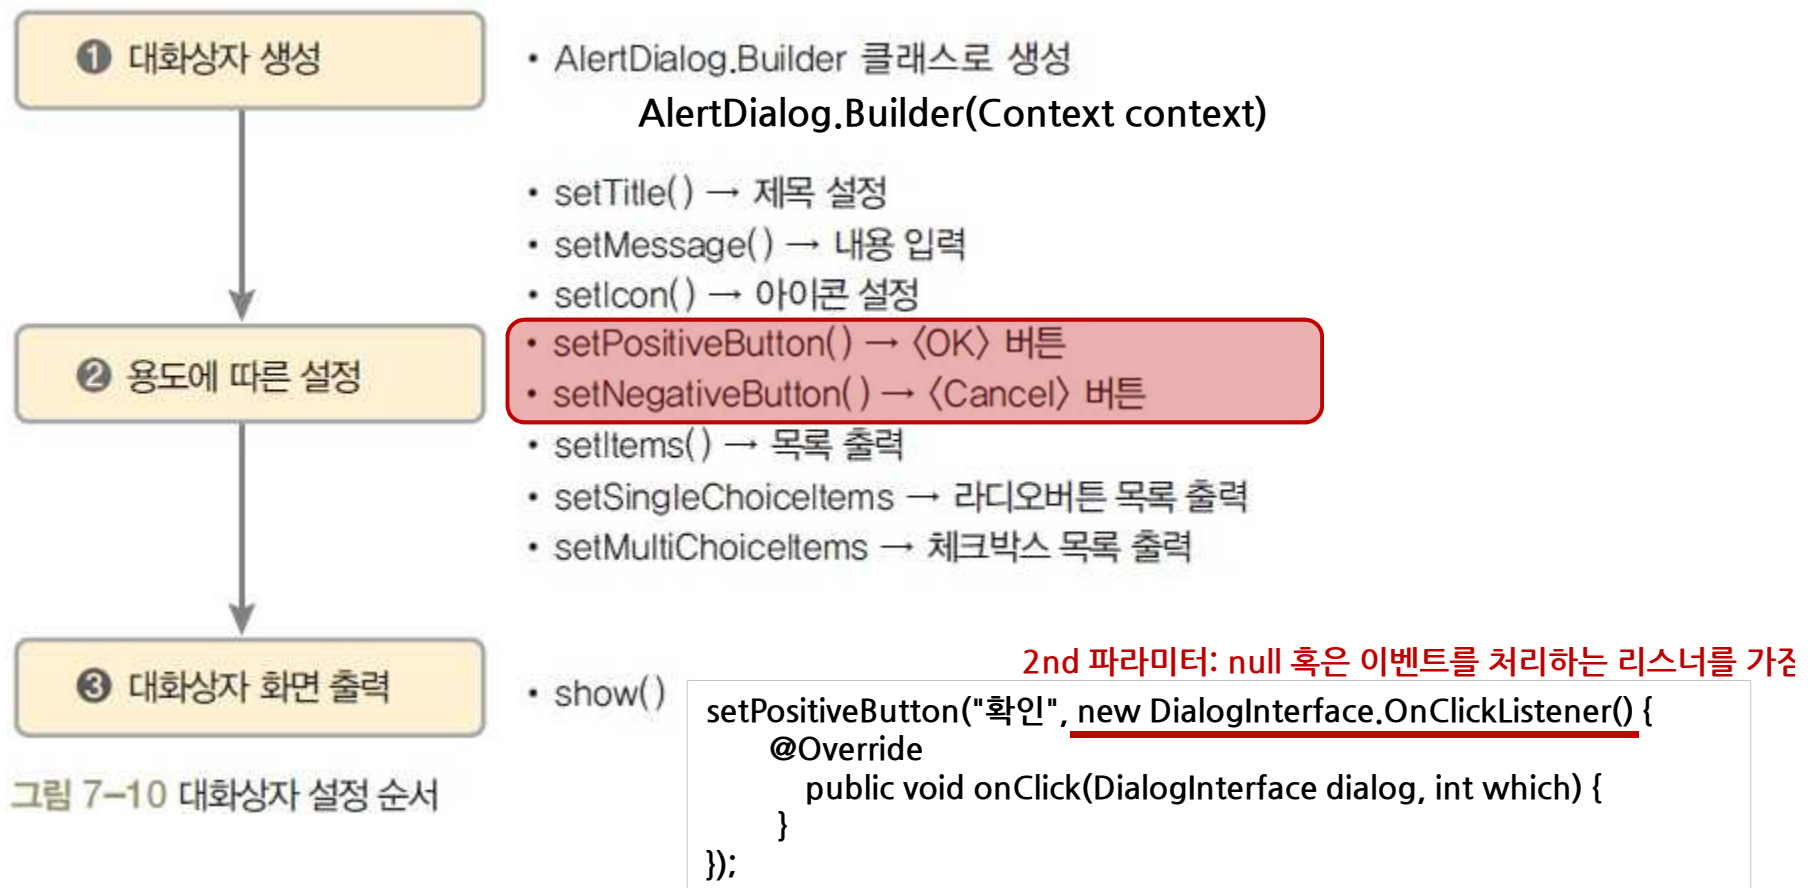 ❶ 대화상자 생성
• AlertDialog.Builder 클래스로 생성
AlertDialog.Builder(Context context)
• setTitle() → 제목 설정
• setMessage() → 내용 입력
• setIcon() → 아이콘 설정
❷ 용도에 따른 설정
• setPositiveButton() → 〈OK〉 버튼
• setNegativeButton() → 〈Cancel〉 버튼
• setItems() → 목록 출력
• setSingleChoiceItems → 라디오버튼 목록 출력
• setMultiChoiceItems → 체크박스 목록 출력
❸ 대화상자 화면 출력
• show()
2nd 파라미터: null 혹은 이벤트를 처리하는 리스너를 가짐
setPositiveButton("확인", new DialogInterface.OnClickListener() {
@Override
public void onClick(DialogInterface dialog, int which) {
}
});
그림 7-10 대화상자 설정 순서